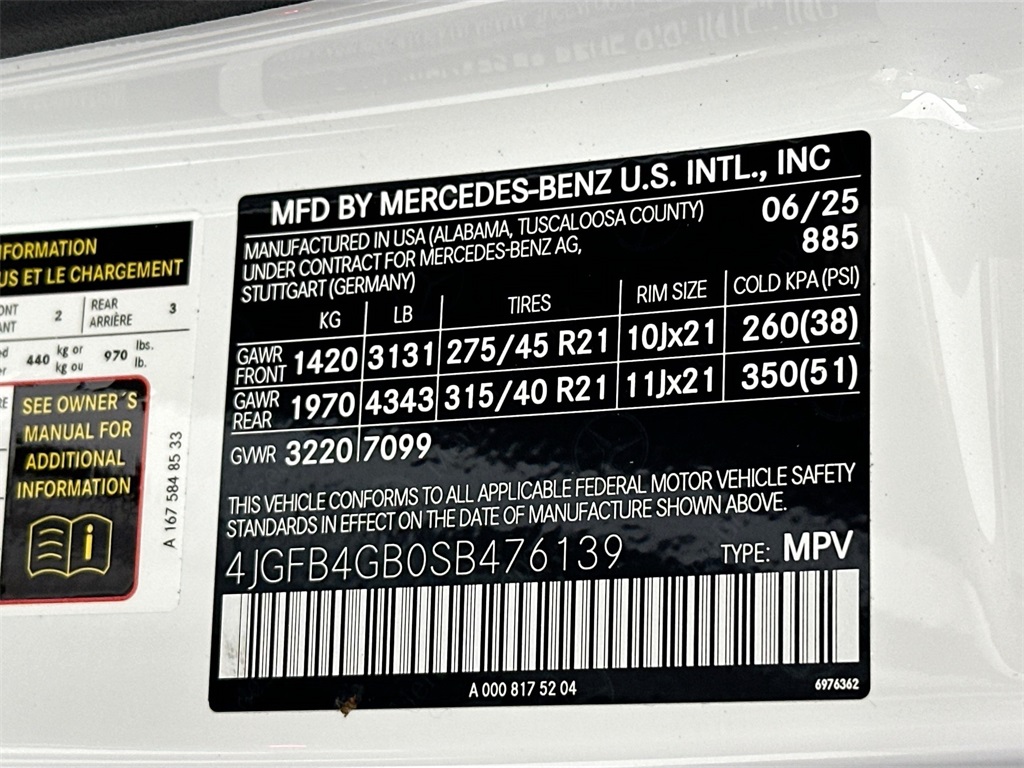 MFD BY MERCEDES-BENZ U.S. INTL., INC
MANUFACTURED IN USA (ALABAMA, TUSCALOOSA COUNTY) 06/25
UNDER CONTRACT FOR MERCEDES-BENZ AG, 885
STUTTGART (GERMANY)
KG LB TIRES RIM SIZE COLD KPA (PSI)
GAWR FRONT 1420 3131 275/45 R21 10Jx21 260(38)
GAWR REAR 1970 4343 315/40 R21 11Jx21 350(51)
GVWR 3220 7099
THIS VEHICLE CONFORMS TO ALL APPLICABLE FEDERAL MOTOR VEHICLE SAFETY
STANDARDS IN EFFECT ON THE DATE OF MANUFACTURE SHOWN ABOVE.
4JGFB4GB0SB476139 TYPE: MPV
A 000 817 52 04 6976362
NFORMATION
US ET LE CHARGEMENT
2 REAR 3
ARRIÈRE
440 kg or 970 lbs.
kg ou lb.
SEE OWNER´S
MANUAL FOR
ADDITIONAL
INFORMATION
i
A 167 584 85 33